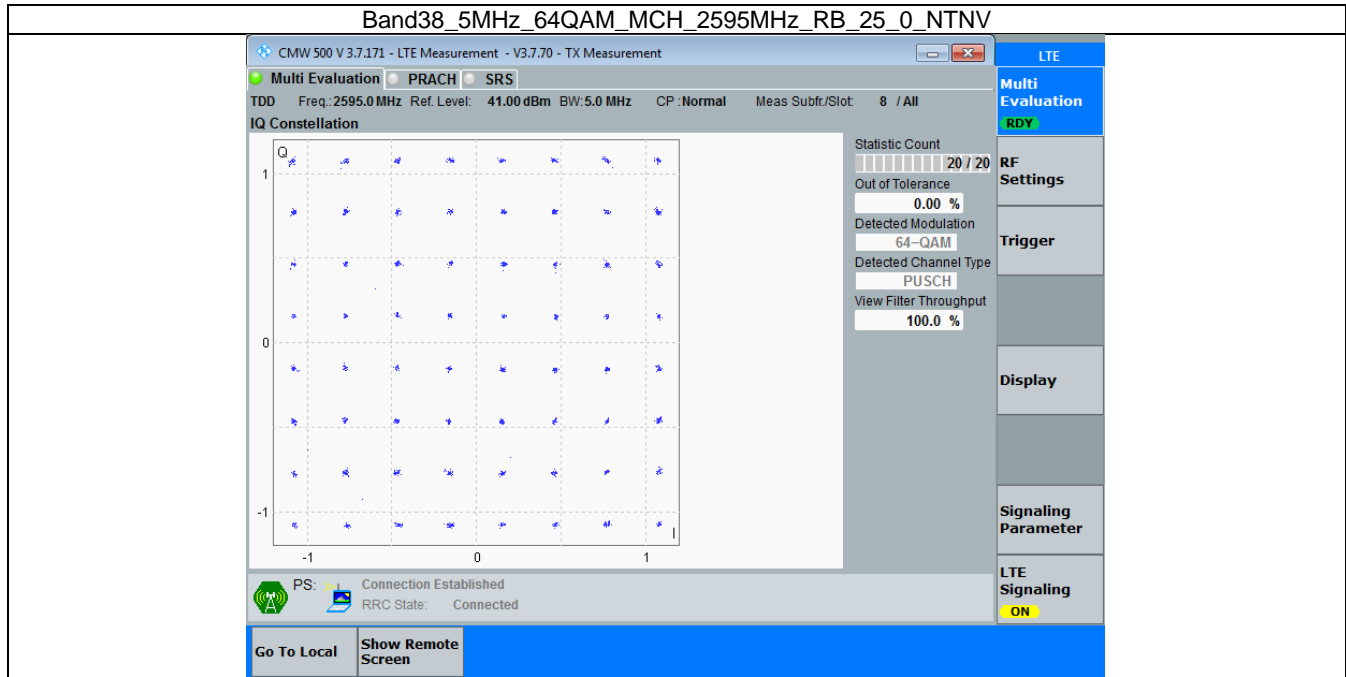 Band38_5MHz_64QAM_MCH_2595MHz_RB_25_0_NTNV
CMW 500 V 3.7.171 - LTE Measurement - V3.7.70 - TX Measurement
LTE
Multi Evaluation PRACH SRS
Multi
Evaluation
RDY
TDD Freq.: 2595.0 MHz Ref. Level: 41.00 dBm BW: 5.0 MHz CP : Normal Meas Subfr./Slot: 8 / All
IQ Constellation
Q
1
0
-1
-1 0 1
I
Statistic Count
20 / 20
Out of Tolerance
0.00 %
Detected Modulation
64-QAM
Detected Channel Type
PUSCH
View Filter Throughput
100.0 %
RF
Settings
Trigger
Display
Signaling
Parameter
LTE
Signaling
ON
PS: Connection Established
RRC State: Connected
Go To Local
Show Remote
Screen